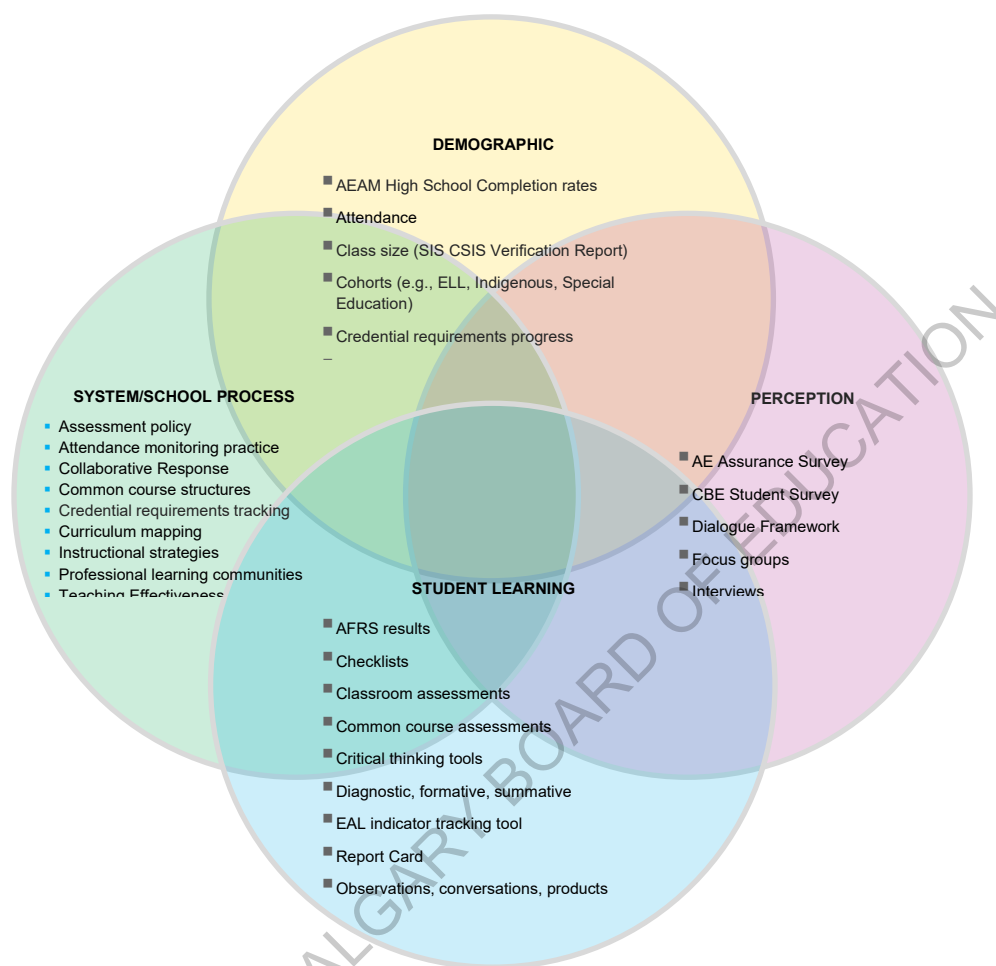 DEMOGRAPHIC
AEAM High School Completion rates
Attendance
Class size (SIS CSIS Verification Report)
Cohorts (e.g., ELL, Indigenous, Special
Education)
Credential requirements progress
SYSTEM/SCHOOL PROCESS
Assessment policy
Attendance monitoring practice
Collaborative Response
Common course structures
Credential requirements tracking
Curriculum mapping
Instructional strategies
Professional learning communities
Teaching Effectiveness
PERCEPTION
AE Assurance Survey
CBE Student Survey
Dialogue Framework
Focus groups
Interviews
STUDENT LEARNING
AFRS results
Checklists
Classroom assessments
Common course assessments
Critical thinking tools
Diagnostic, formative, summative
EAL indicator tracking tool
Report Card
Observations, conversations, products
ALGARY BOARD OF EDUCATION